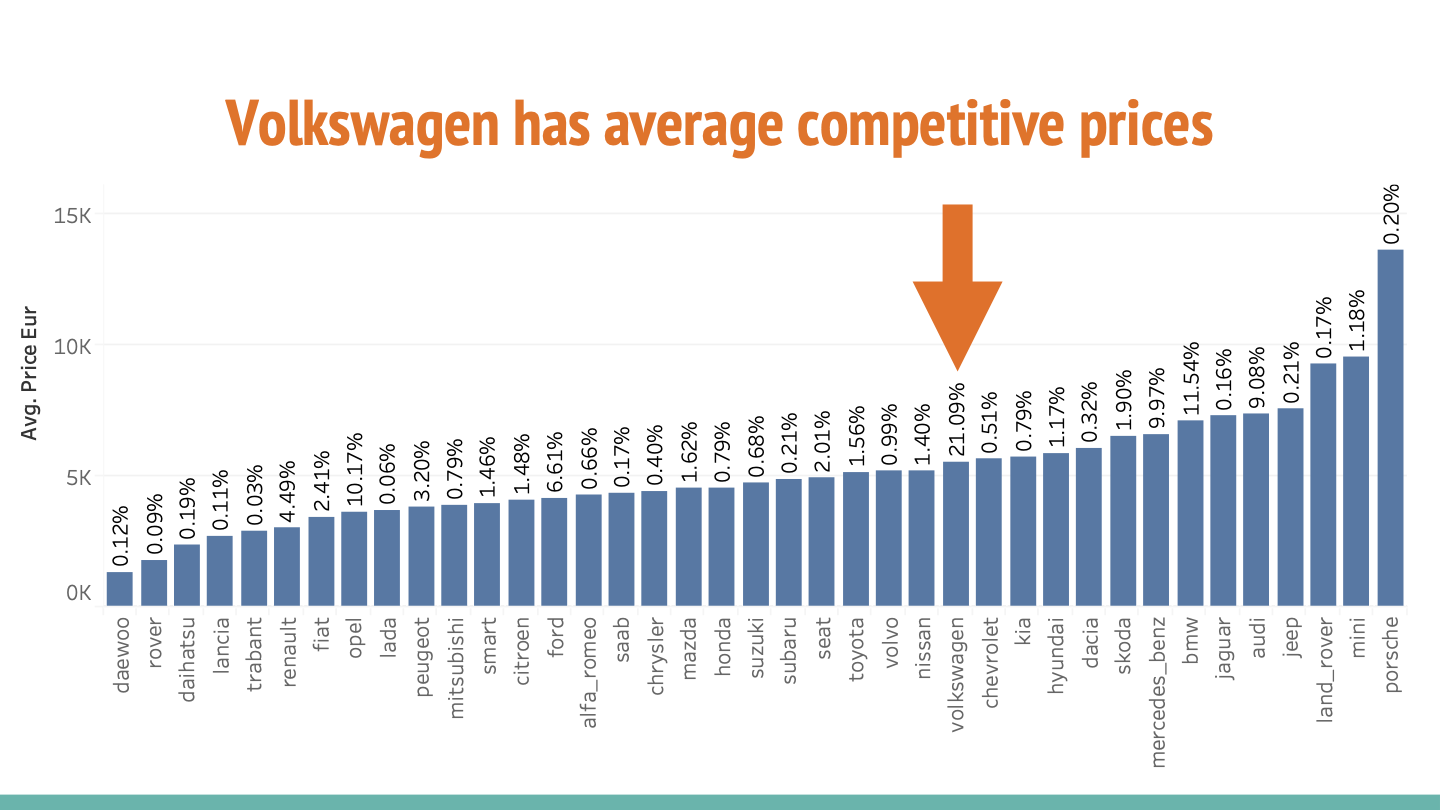 Volkswagen has average competitive prices
Avg. Price Eur
15K
10K
5K
0K
0.12%
0.09%
0.19%
0.11%
0.03%
4.49%
2.41%
10.17%
0.06%
3.20%
0.79%
1.46%
1.48%
6.61%
0.66%
0.17%
0.40%
1.62%
0.79%
0.68%
0.21%
2.01%
1.56%
0.99%
1.40%
21.09%
0.51%
0.79%
1.17%
0.32%
1.90%
9.97%
11.54%
0.16%
9.08%
0.21%
0.17%
1.18%
0.20%
daewoo
rover
daihatsu
lancia
trabant
renault
fiat
opel
lada
peugeot
mitsubishi
smart
citroen
ford
alfa_romeo
saab
chrysler
mazda
honda
suzuki
subaru
seat
toyota
volvo
nissan
volkswagen
chevrolet
kia
hyundai
dacia
skoda
mercedes_benz
bmw
jaguar
audi
jeep
land_rover
mini
porsche